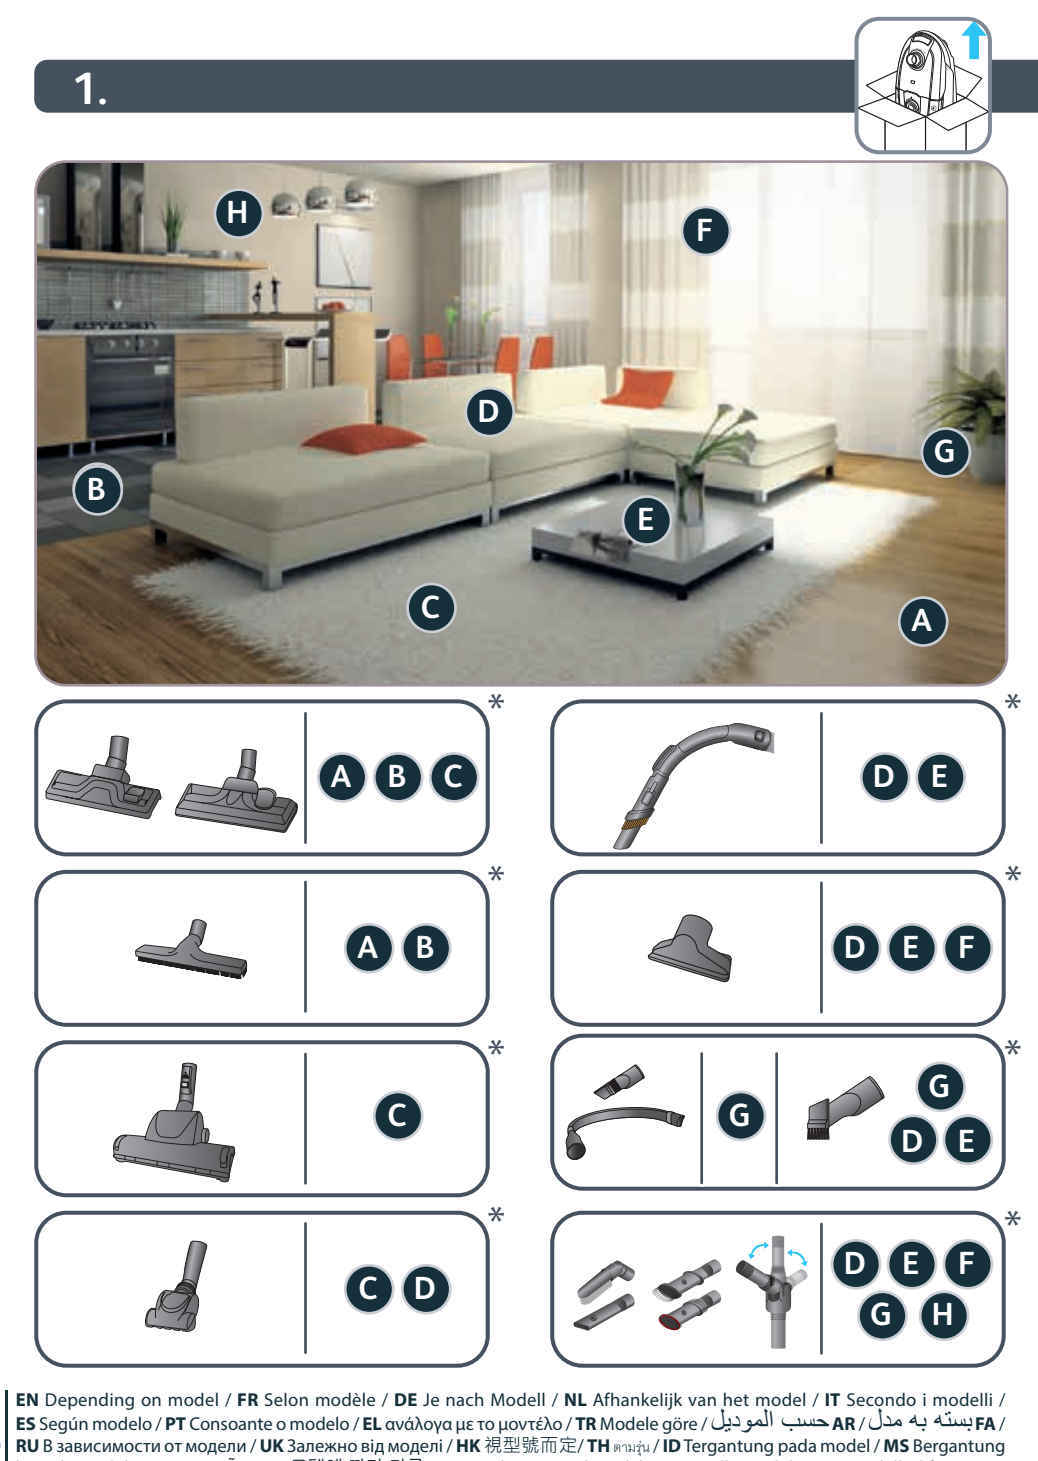 1.
H
F
D
G
B
E
C
A
*
A B C
*
D E
*
A B
*
D E F
*
C
*
G
G
D E
*
C D
*
D E F
G H
EN Depending on model / FR Selon modèle / DE Je nach Modell / NL Afhankelijk van het model / IT Secondo i modelli /
ES Según modelo / PT Consoante o modelo / EL ανάλογα με το μοντέλο / TR Modele göre / حسب الموديل AR / بسته به مدل FA /
RU В зависимости от модели / UK Залежно від моделі / HK 視型號而定/ TH ตามรุ่น / ID Tergantung pada model / MS Bergantung